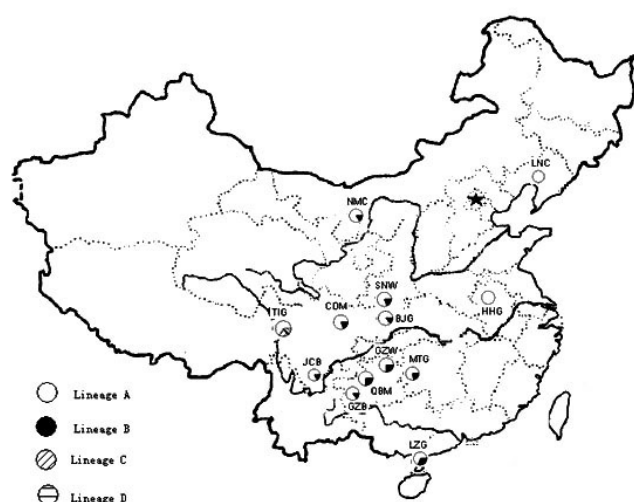 LNC
NMC
SNW
HHG
TIG
CDM
BJG
GZW
MTG
JCB
QBM
GZB
LZG
Lineage A
Lineage B
Lineage C
Lineage D